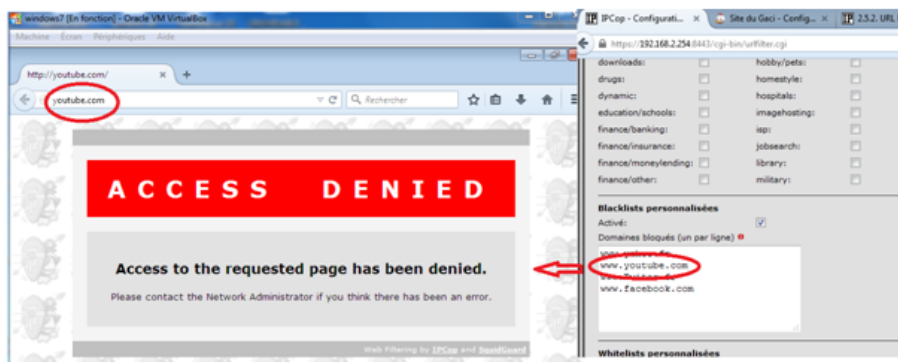 windows7 [En fonction] - Oracle VM VirtualBox
Machine Écran Périphériques Aide
http://youtube.com/
youtube.com
Rechercher
ACCESS DENIED
Access to the requested page has been denied.
Please contact the Network Administrator if you think there has been an error.
Web Filtering by IPCop and SquidGuard
IPCop - Configurati...
Site du Gaci - Config...
2.5.2. URL
https://192.168.2.254:8443/cgi-bin/urlfilter.cgi
downloads: hobby/pets:
drugs: homestyle:
dynamic: hospitals:
education/schools: imagehosting:
finance/banking: isp:
finance/insurance: jobsearch:
finance/moneylending: library:
finance/other: military:
Blacklists personnalisées
Activé:
Domaines bloqués (un par ligne)
www.youtube.com
www.facebook.com
Whitelists personnalisées